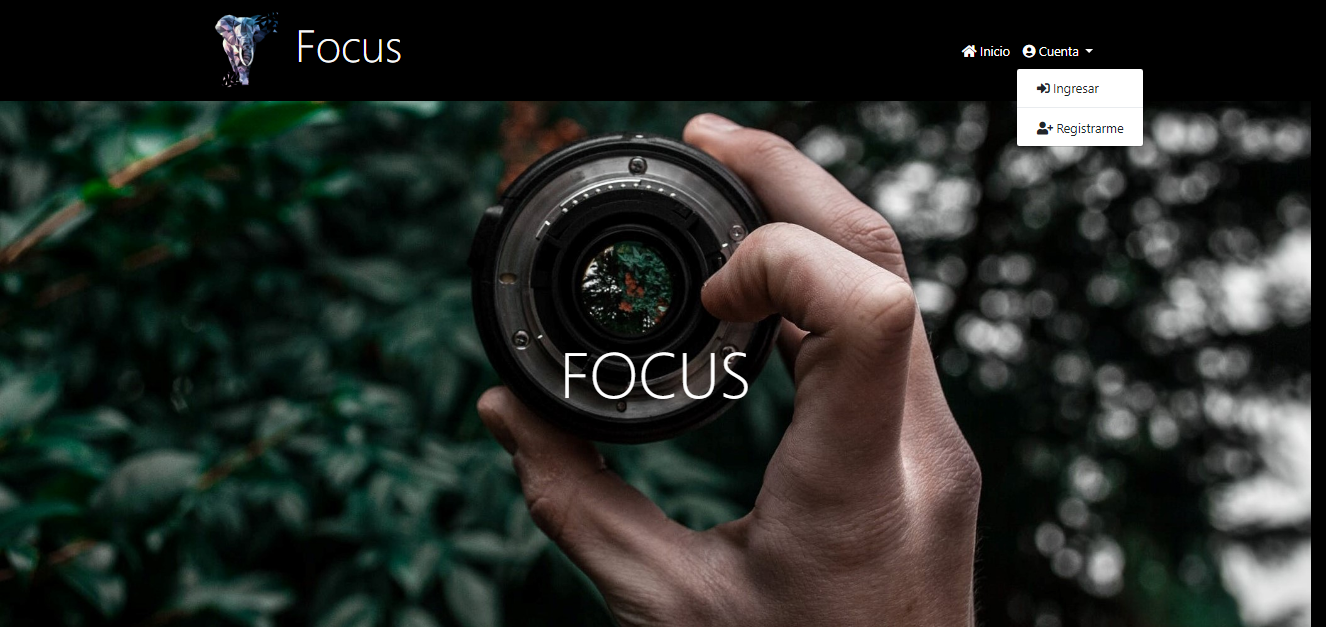 Focus
Inicio Cuenta
Ingresar
Registrarme
FOCUS